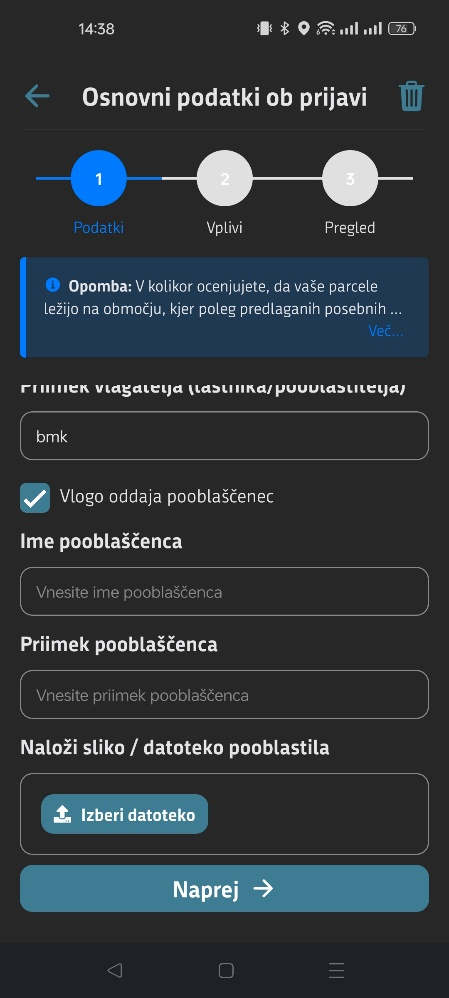 14:38
76
Osnovni podatki ob prijavi
1
2
3
Podatki
Vplivi
Pregled
Opomba: V kolikor ocenjujete, da vaše parcele
ležijo na območju, kjer poleg predlaganih posebnih ...
Več...
Priimek vlagatelja (lastnika/pooblastitelja)
bmk
Vlogo oddaja pooblaščenec
Ime pooblaščenca
Vnesite ime pooblaščenca
Priimek pooblaščenca
Vnesite priimek pooblaščenca
Naloži sliko / datoteko pooblastila
Izberi datoteko
Naprej